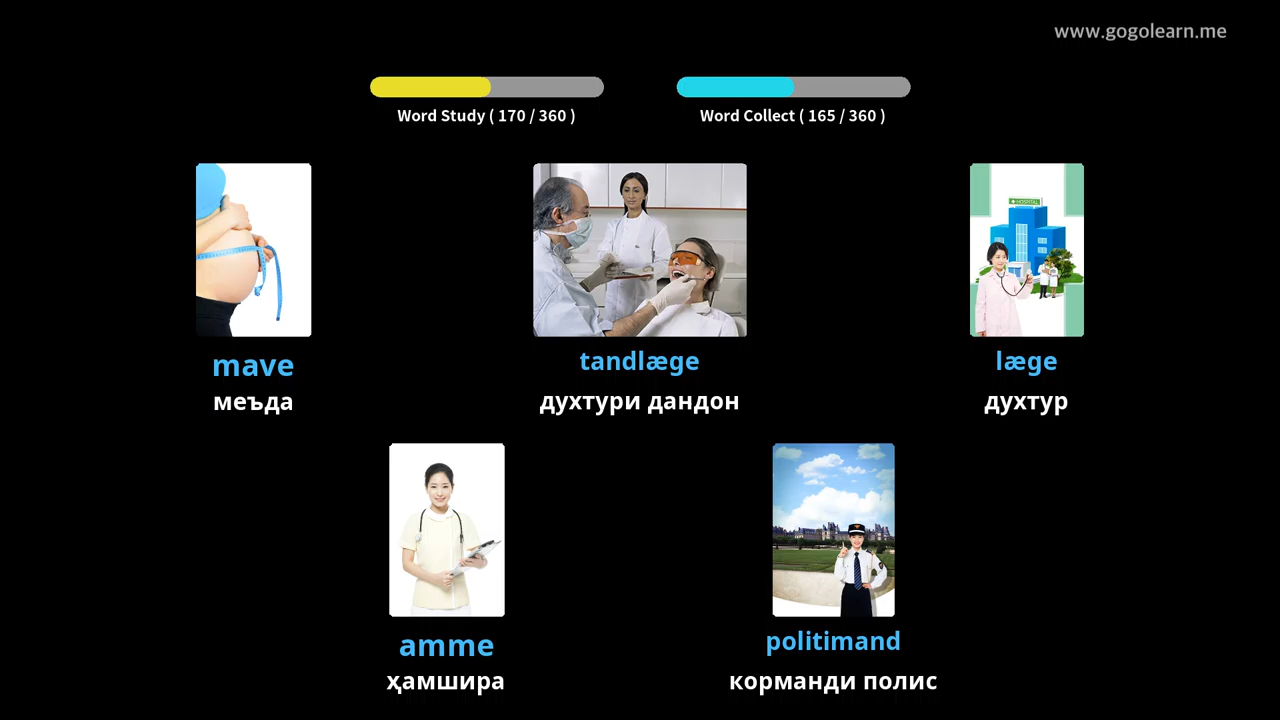 www.gogolearn.me
Word Study ( 170 / 360 )
Word Collect ( 165 / 360 )
HOSPITAL
mave
меъда
tandlæge
духтури дандон
læge
духтур
amme
ҳамшира
politimand
корманди полис